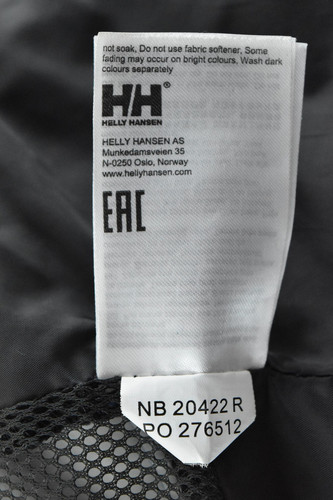 not soak, Do not use fabric softener, Some
fading may occur on bright colours. Wash dark
colours separately
HH®
HELLY HANSEN
HELLY HANSEN AS
Munkedamsveien 35
N-0250 Oslo, Norway
www.hellyhansen.com
EAC
NB 20422 R
PO 276512